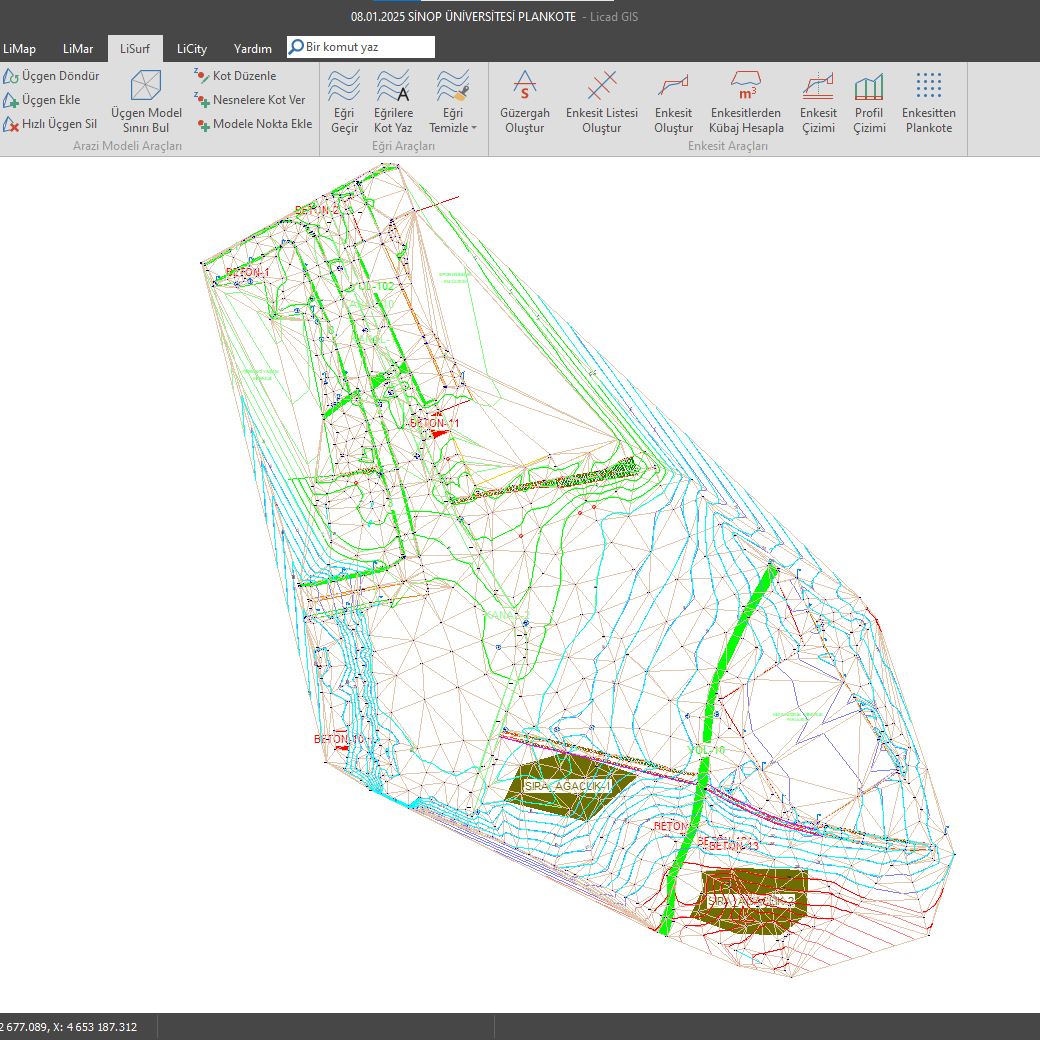 08.01.2025 SİNOP ÜNİVERSİTESİ PLANKOTE - Licad GIS
LiMap LiMar LiSurf LiCity Yardım Bir komut yaz
Üçgen Döndür
Üçgen Ekle
Hızlı Üçgen Sil
Üçgen Model
Sınırı Bul
Kot Düzenle
Nesnelere Kot Ver
Modele Nokta Ekle
Arazi Modeli Araçları
Eğri
Geçir
Eğrilere
Kot Yaz
Eğri
Temizle
Eğri Araçları
Güzergah
Oluştur
Enkesit Listesi
Oluştur
Enkesit
Oluştur
Enkesitlerden
Kübaj Hesapla
Enkesit
Çizimi
Profil
Çizimi
Enkesitten
Plankote
Enkesit Araçları
BETON-2
BETON-1
YOL-102
BETON-11
KANAL-2
BETON-10
YOL-10
SIRA_AGACLIK-1
BETON
BETON-13
SIRA_AGACLIK-2
2 677.089, X: 4 653 187.312